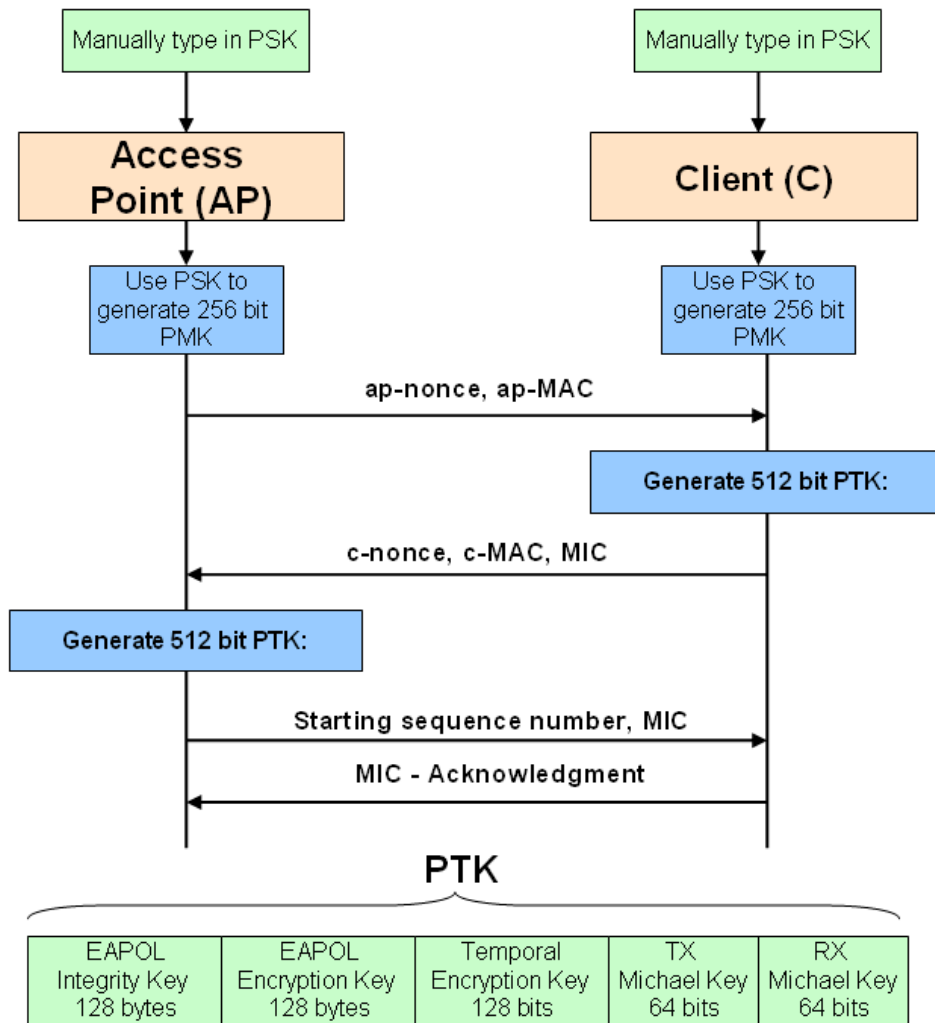 Manually type in PSK
Manually type in PSK
Access
Point (AP)
Client (C)
Use PSK to
generate 256 bit
PMK
Use PSK to
generate 256 bit
PMK
ap-nonce, ap-MAC
Generate 512 bit PTK:
c-nonce, c-MAC, MIC
Generate 512 bit PTK:
Starting sequence number, MIC
MIC - Acknowledgment
PTK
EAPOL
Integrity Key
128 bytes
EAPOL
Encryption Key
128 bytes
Temporal
Encryption Key
128 bits
TX
Michael Key
64 bits
RX
Michael Key
64 bits